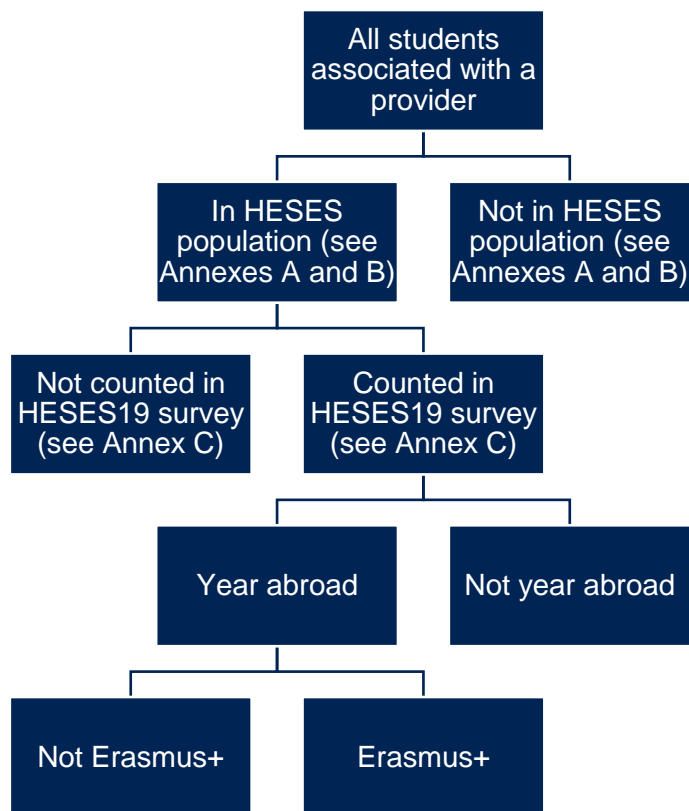 All students
associated with a
provider
In HESES
population (see
Annexes A and B)
Not in HESES
population (see
Annexes A and B)
Not counted in
HESES19 survey
(see Annex C)
Counted in
HESES19 survey
(see Annex C)
Year abroad
Not year abroad
Not Erasmus+
Erasmus+